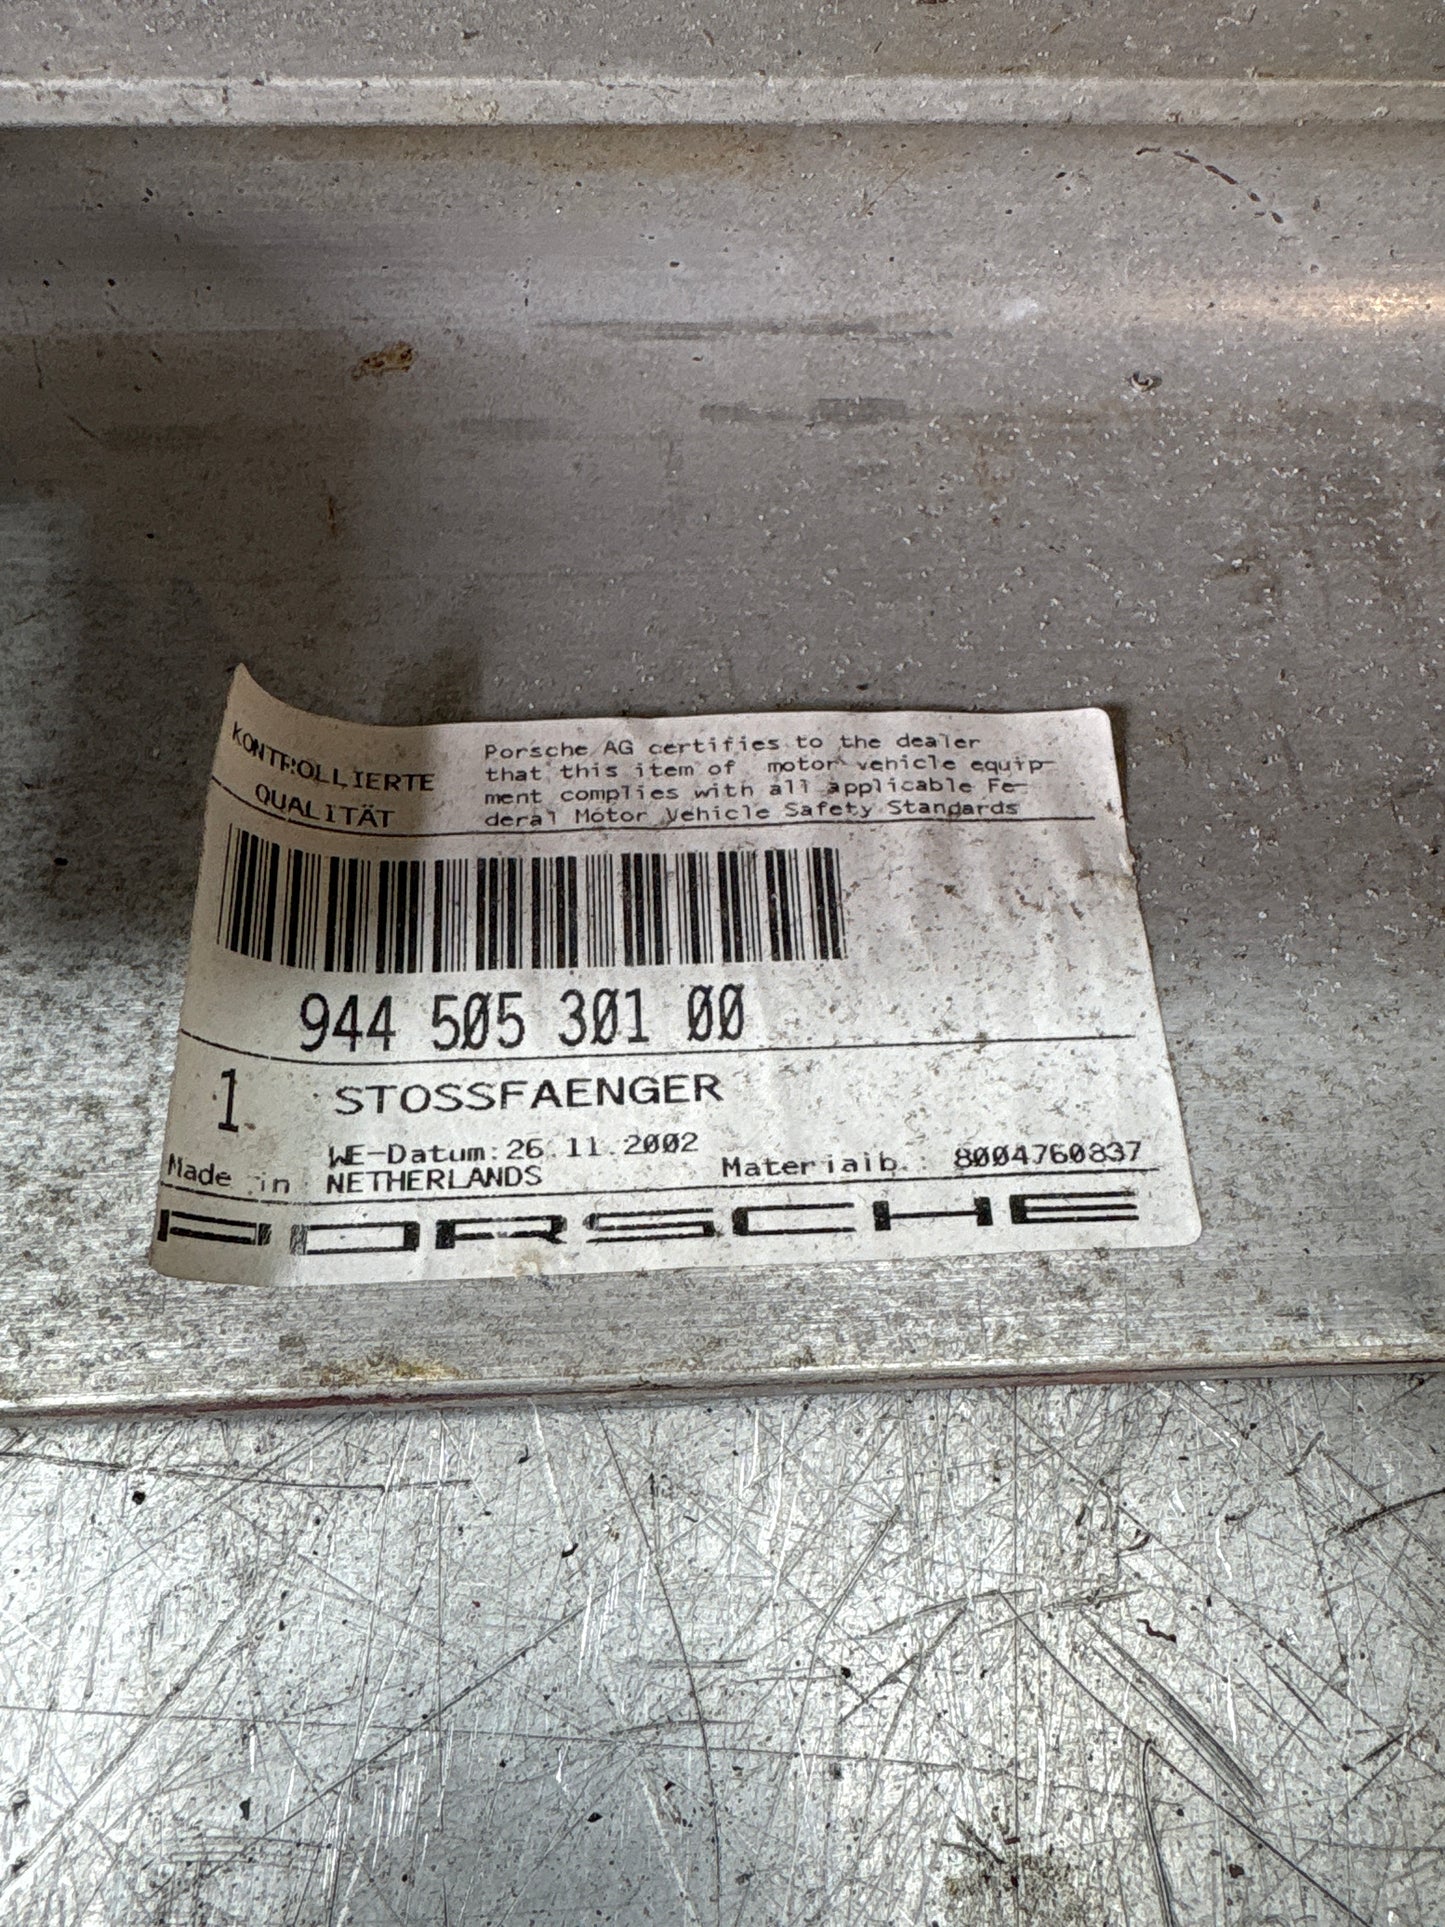 KONTROLLIERTE
QUALITÄT
Porsche AG certifies to the dealer
that this item of motor vehicle equip-
ment complies with all applicable Fe-
deral Motor Vehicle Safety Standards
944 505 301 00
1 STOSSFAENGER
WE-Datum:26.11.2002
Made in NETHERLANDS Materialb.: 8004760837
PORSCHE